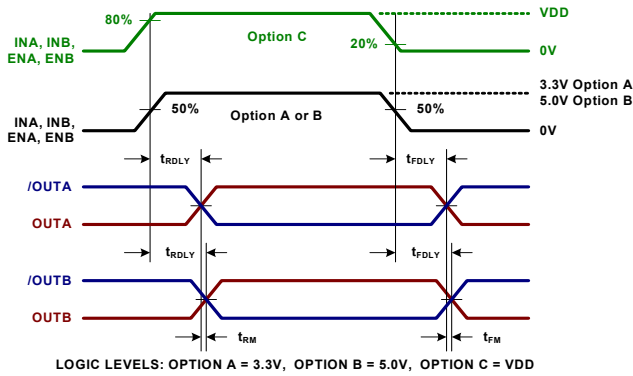 VDD
80%
Option C
20%
INA, INB,
ENA, ENB
0V
3.3V Option A
5.0V Option B
50%
Option A or B
50%
INA, INB,
ENA, ENB
0V
tRDLY
tFDLY
/OUTA
OUTA
tRDLY
tFDLY
/OUTB
OUTB
tRM
tFM
LOGIC LEVELS: OPTION A = 3.3V, OPTION B = 5.0V, OPTION C = VDD